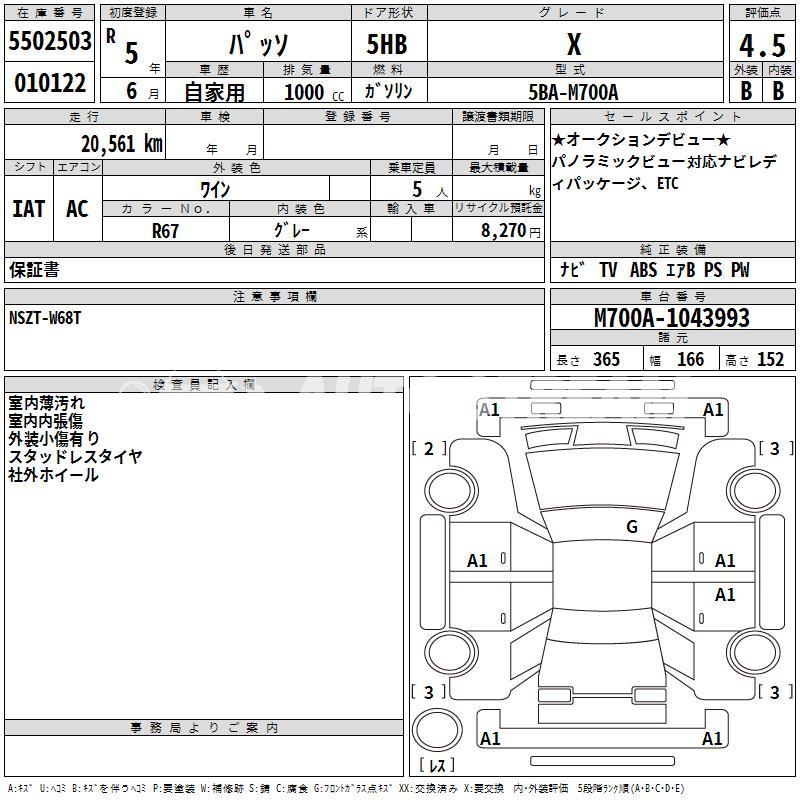 在庫番号 初度登録 車名 ドア形状 グレード 評価点
5502503 R 5 年 パッソ 5HB X 4.5
車歴 排気量 燃料 型式 外装 内装
010122 6 月 自家用 1000 CC ガソリン 5BA-M700A B B
走行 車検 登録番号 譲渡書類期限
20,561 km 年 月 月 日
シフト エアコン 外装色 乗車定員 最大積載量
IAT AC ワイン 5 人 kg
カラーNo. 内装色 輸入車 リサイクル預託金
R67 グレー 系 8,270 円
後日発送部品
保証書
セールスポイント
★オークションデビュー★
パノラミックビュー対応ナビレデ
ィパッケージ、ETC
純正装備
ナビ TV ABS エアB PS PW
注意事項欄
NSZT-W68T
車台番号
M700A-1043993
諸元
長さ 365 幅 166 高さ 152
検査員記入欄
室内薄汚れ
室内内張傷
外装小傷有り
スタッドレスタイヤ
社外ホイール
事務局よりご案内
A1 A1
[ 2 ] [ 3 ]
G
A1 A1
A1
[ 3 ] [ 3 ]
A1 A1
[ レス ]
A:キズ U:ヘコミ B:キズを伴うヘコミ P:要塗装 W:補修跡 S:錆 C:腐食 G:フロントガラス点キズ XX:交換済み X:要交換 内・外装評価 5段階ランク順(A・B・C・D・E)